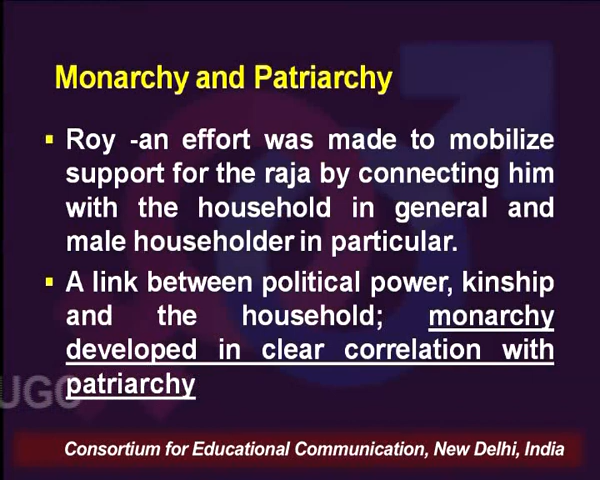 Monarchy and Patriarchy
▪ Roy -an effort was made to mobilize
support for the raja by connecting him
with the household in general and
male householder in particular.
▪ A link between political power, kinship
and the household; monarchy
developed in clear correlation with
patriarchy
UGC
Consortium for Educational Communication, New Delhi, India